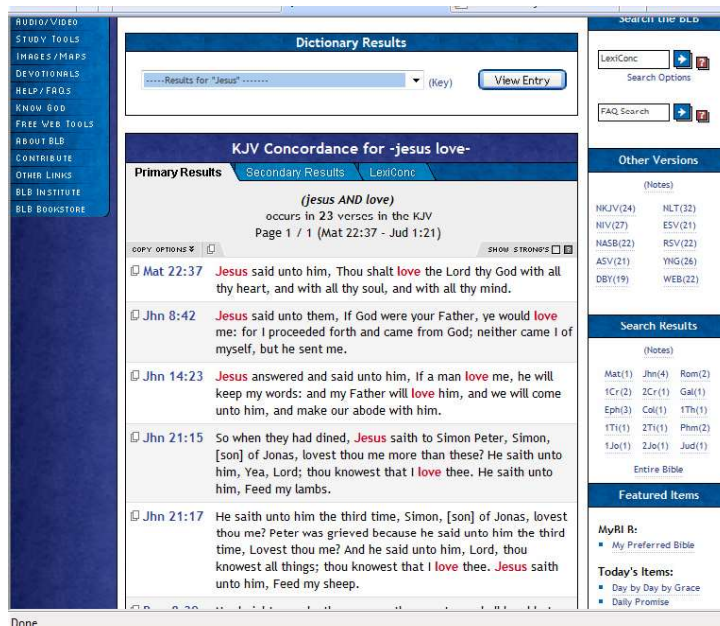 AUDIO/VIDEO
STUDY TOOLS
IMAGES/MAPS
DEVOTIONALS
HELP/FAQS
KNOW GOD
FREE WEB TOOLS
ABOUT BLB
CONTRIBUTE
OTHER LINKS
BLB INSTITUTE
BLB BOOKSTORE
Dictionary Results
-----Results for "Jesus" -------
(Key)
View Entry
KJV Concordance for -jesus love-
Primary Results
Secondary Results
LexiConc
(jesus AND love)
occurs in 23 verses in the KJV
Page 1 / 1 (Mat 22:37 - Jud 1:21)
COPY OPTIONS
SHOW STRONG'S
Mat 22:37 Jesus said unto him, Thou shalt love the Lord thy God with all
thy heart, and with all thy soul, and with all thy mind.
Jhn 8:42 Jesus said unto them, If God were your Father, ye would love
me: for I proceeded forth and came from God; neither came I of
myself, but he sent me.
Jhn 14:23 Jesus answered and said unto him, If a man love me, he will
keep my words: and my Father will love him, and we will come
unto him, and make our abode with him.
Jhn 21:15 So when they had dined, Jesus saith to Simon Peter, Simon,
[son] of Jonas, lovest thou me more than these? He saith unto
him, Yea, Lord; thou knowest that I love thee. He saith unto
him, Feed my lambs.
Jhn 21:17 He saith unto him the third time, Simon, [son] of Jonas, lovest
thou me? Peter was grieved because he said unto him the third
time, Lovest thou me? And he said unto him, Lord, thou
knowest all things; thou knowest that I love thee. Jesus saith
unto him, Feed my sheep.
Search the BLB
LexiConc
?
Search Options
FAQ Search
?
Other Versions
(Notes)
NKJV(24) NLT(32)
NIV(27) ESV(21)
NASB(22) RSV(22)
ASV(21) YNG(26)
DBY(19) WEB(22)
Search Results
(Notes)
Mat(1) Jhn(4) Rom(2)
1Cr(2) 2Cr(1) Gal(1)
Eph(3) Col(1) 1Th(1)
1Ti(1) 2Ti(1) Phm(2)
1Jo(1) 2Jo(1) Jud(1)
Entire Bible
Featured Items
MyBLB:
My Preferred Bible
Today's Items:
Day by Day by Grace
Daily Promise
Done